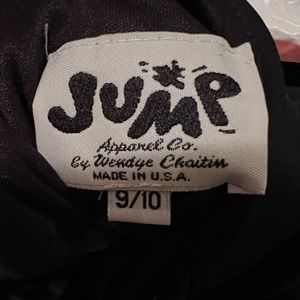 JUMP
Apparel Co.
by Wendye Chaitin
MADE IN U.S.A.
9/10